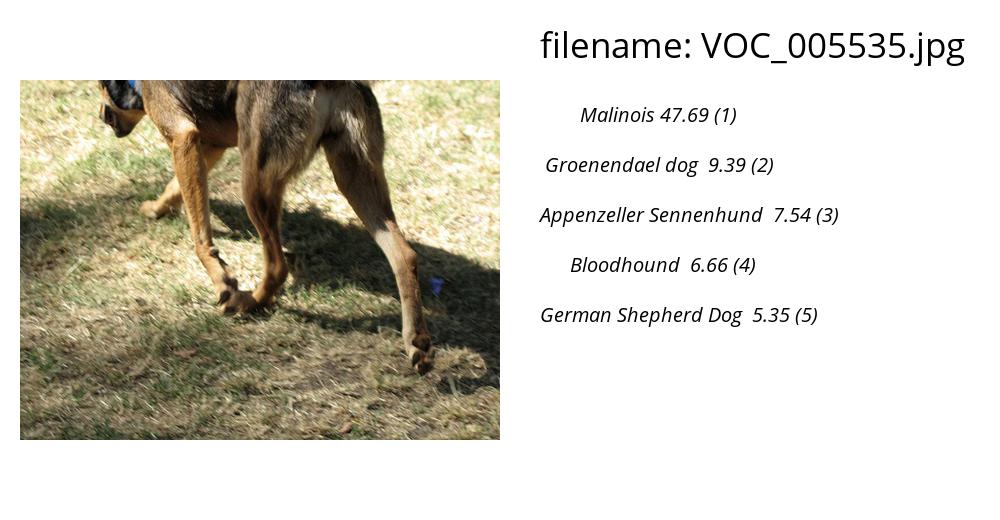 filename: VOC_005535.jpg
Malinois 47.69 (1)
Groenendael dog 9.39 (2)
Appenzeller Sennenhund 7.54 (3)
Bloodhound 6.66 (4)
German Shepherd Dog 5.35 (5)